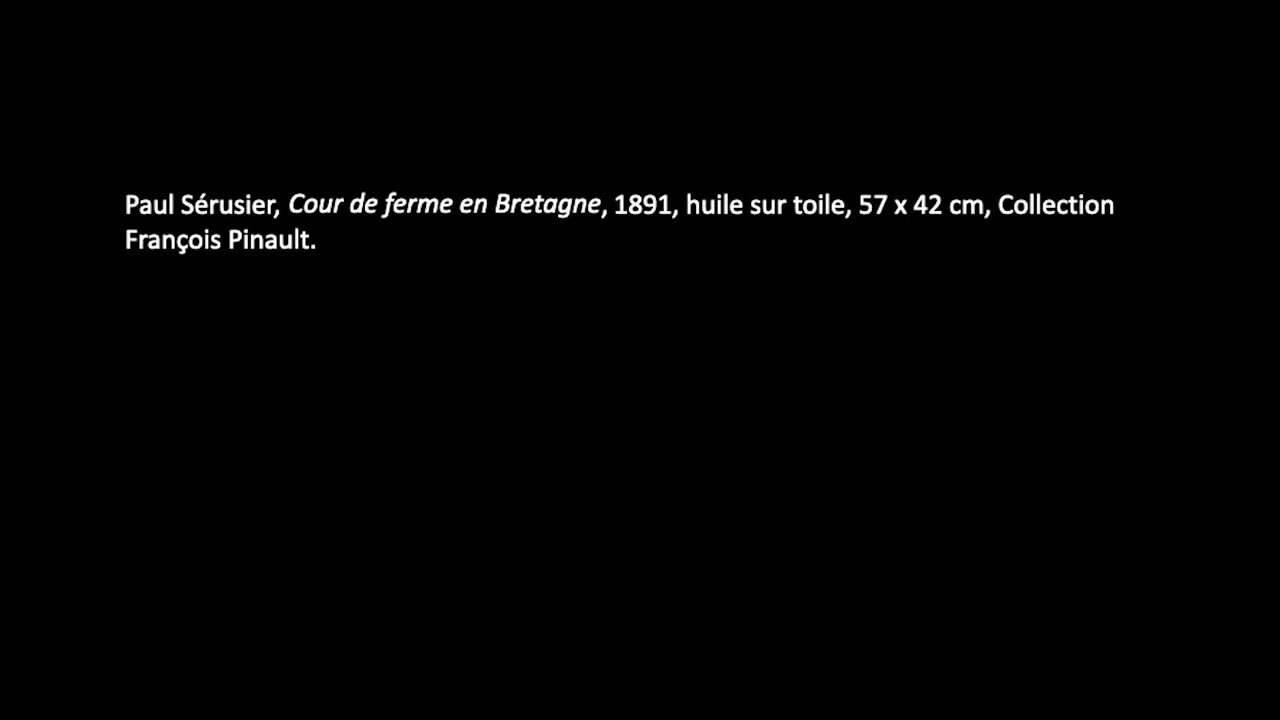 Paul Sérusier, Cour de ferme en Bretagne, 1891, huile sur toile, 57 x 42 cm, Collection
François Pinault.